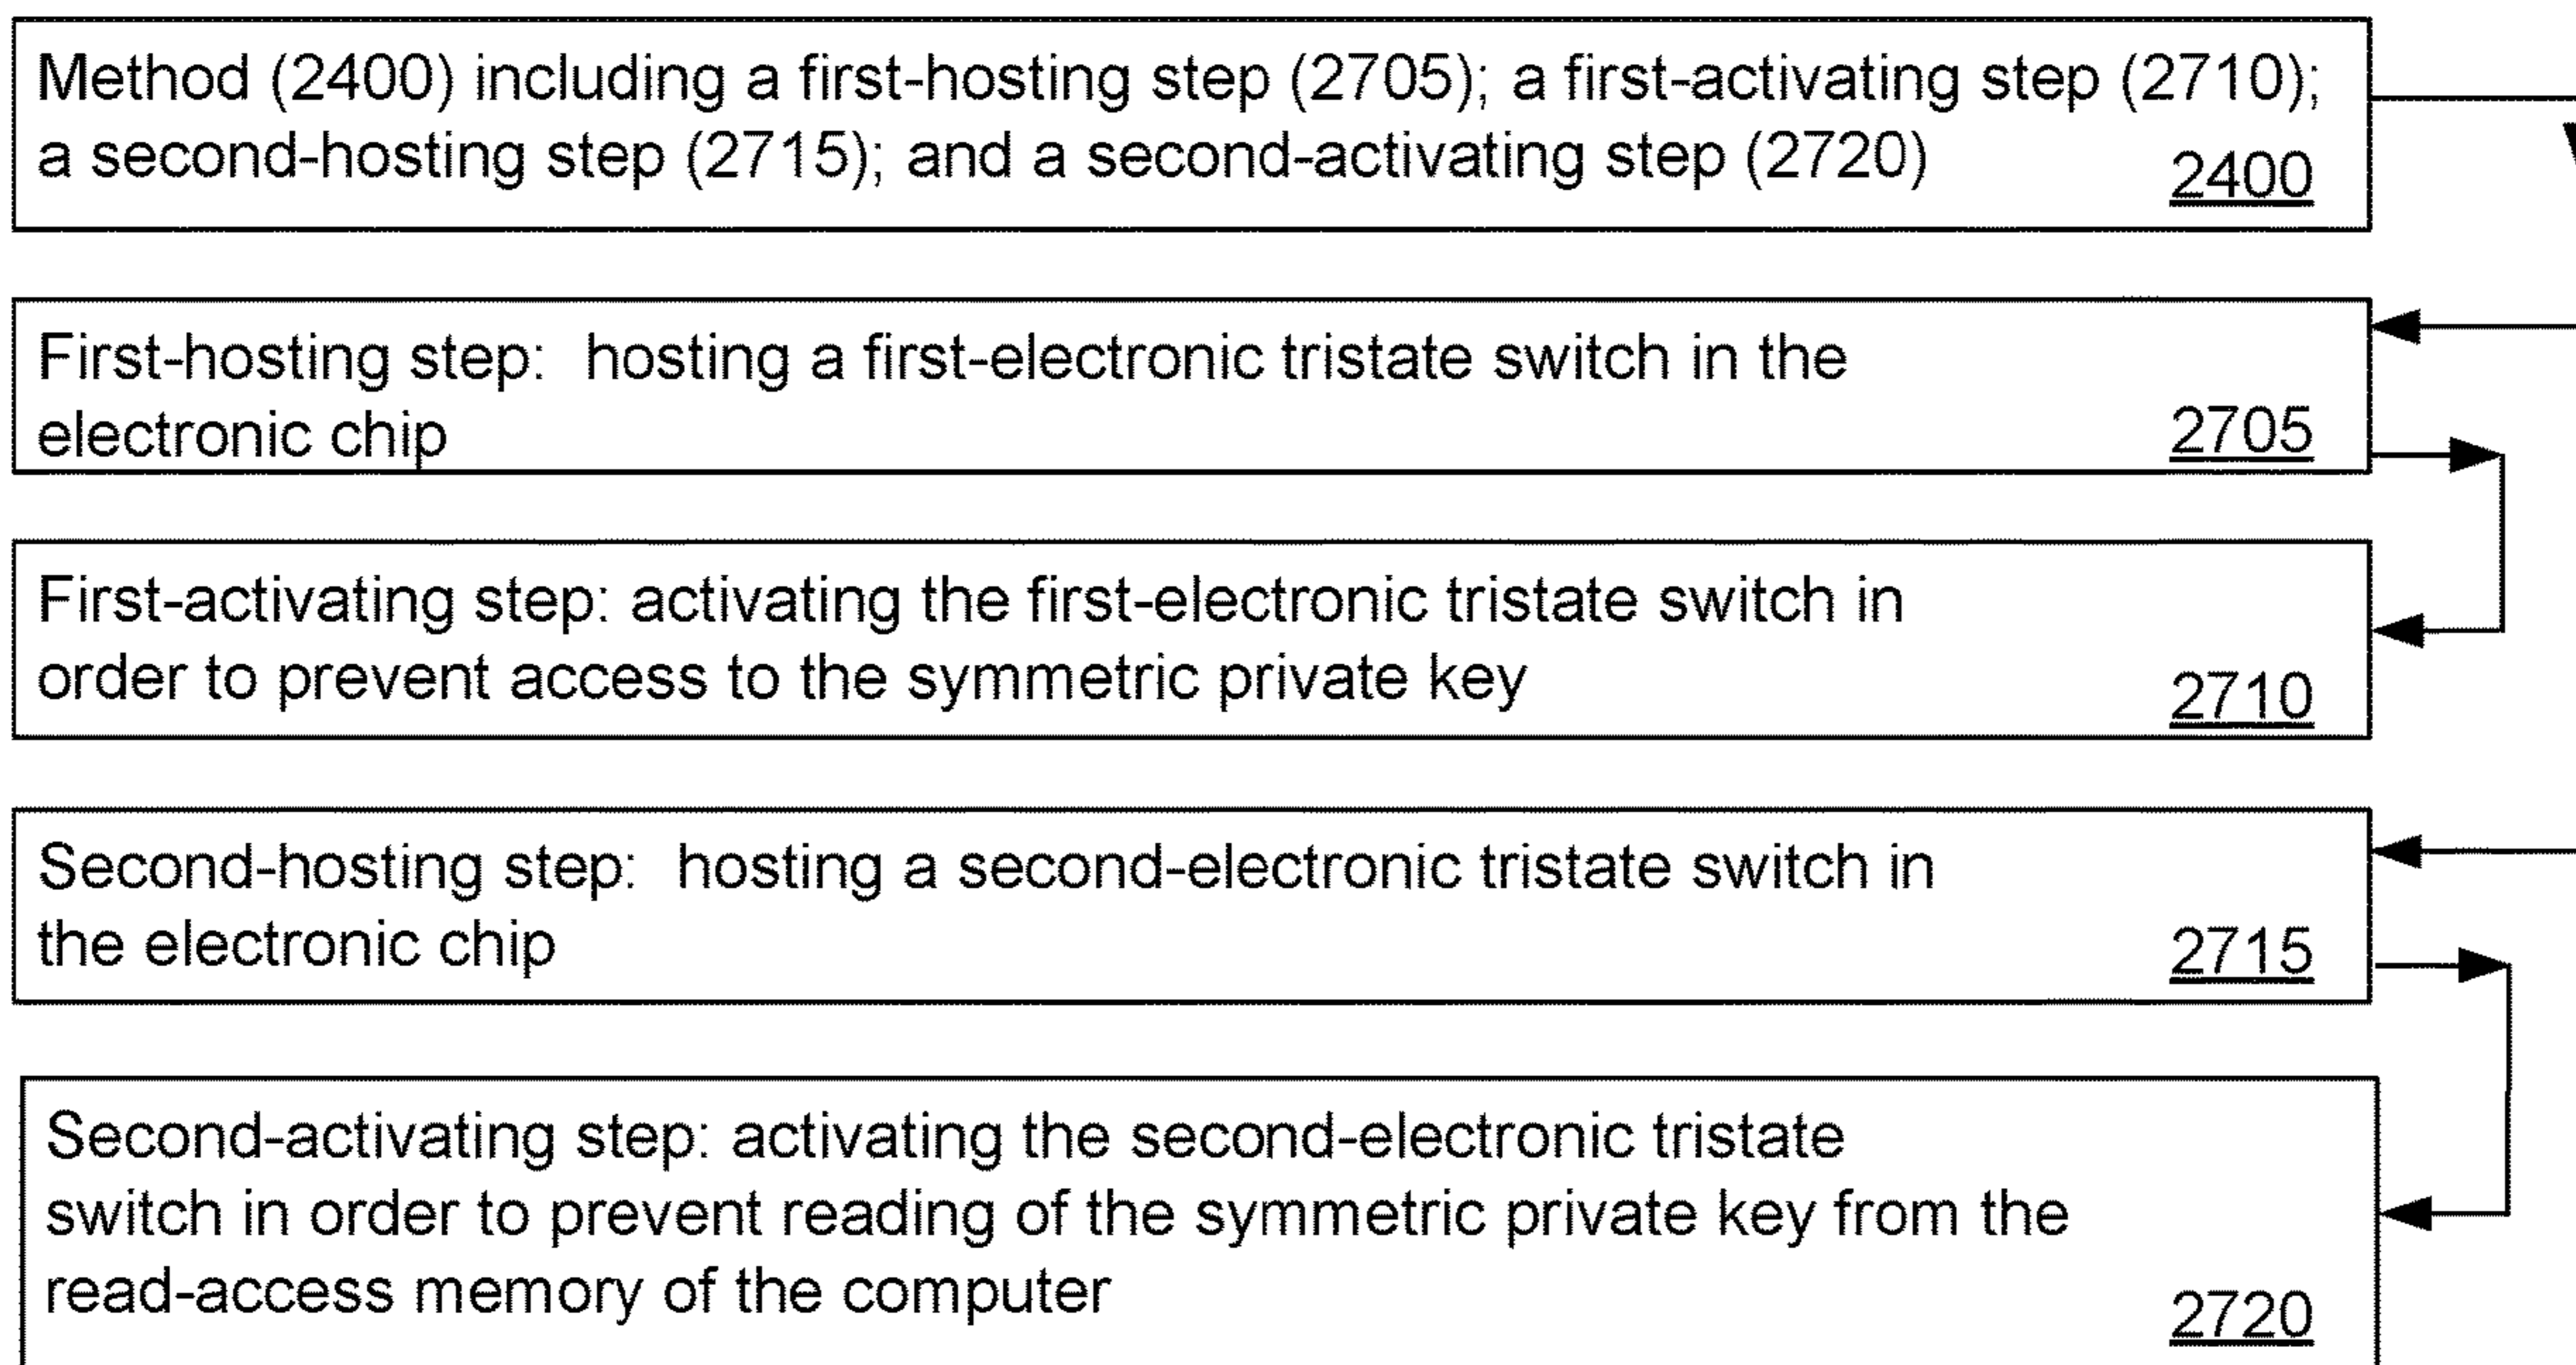 Method (2400) including a first-hosting step (2705); a first-activating step (2710);
a second-hosting step (2715); and a second-activating step (2720)
2400
First-hosting step: hosting a first-electronic tristate switch in the
electronic chip
2705
First-activating step: activating the first-electronic tristate switch in
order to prevent access to the symmetric private key
2710
Second-hosting step: hosting a second-electronic tristate switch in
the electronic chip
2715
Second-activating step: activating the second-electronic tristate
switch in order to prevent reading of the symmetric private key from the
read-access memory of the computer
2720